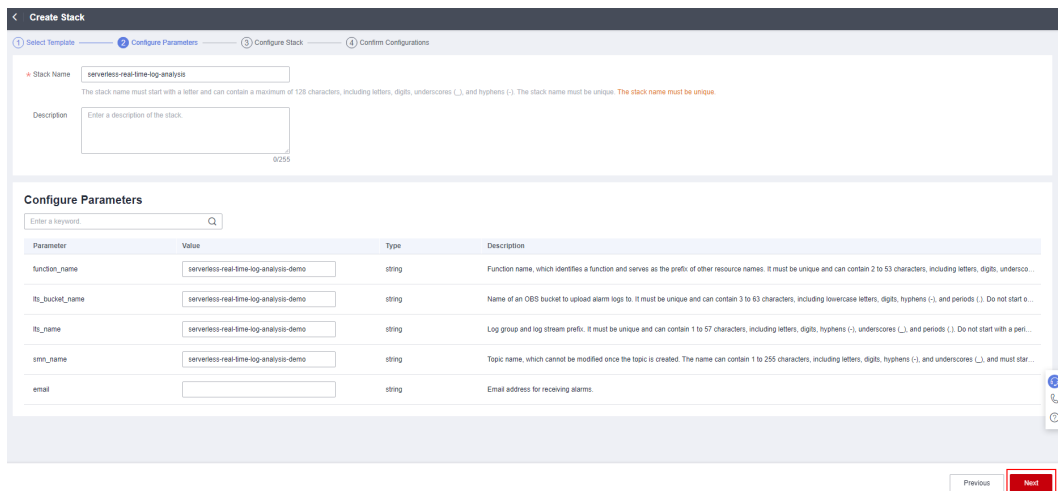 < Create Stack
1 Select Template 2 Configure Parameters 3 Configure Stack 4 Confirm Configurations
* Stack Name serverless-real-time-log-analysis
The stack name must start with a letter and can contain a maximum of 128 characters, including letters, digits, underscores (_), and hyphens (-). The stack name must be unique. The stack name must be unique.
Description Enter a description of the stack.
0/255
Configure Parameters
Enter a keyword.
Parameter Value Type Description
function_name serverless-real-time-log-analysis-demo string Function name, which identifies a function and serves as the prefix of other resource names. It must be unique and can contain 2 to 53 characters, including letters, digits, undersco...
lts_bucket_name serverless-real-time-log-analysis-demo string Name of an OBS bucket to upload alarm logs to. It must be unique and can contain 3 to 63 characters, including lowercase letters, digits, hyphens (-), and periods (.). Do not start o...
lts_name serverless-real-time-log-analysis-demo string Log group and log stream prefix. It must be unique and can contain 1 to 57 characters, including letters, digits, hyphens (-), underscores (_), and periods (.). Do not start with a peri...
smn_name serverless-real-time-log-analysis-demo string Topic name, which cannot be modified once the topic is created. The name can contain 1 to 255 characters, including letters, digits, hyphens (-), and underscores (_), and must star...
email string Email address for receiving alarms.
Previous Next